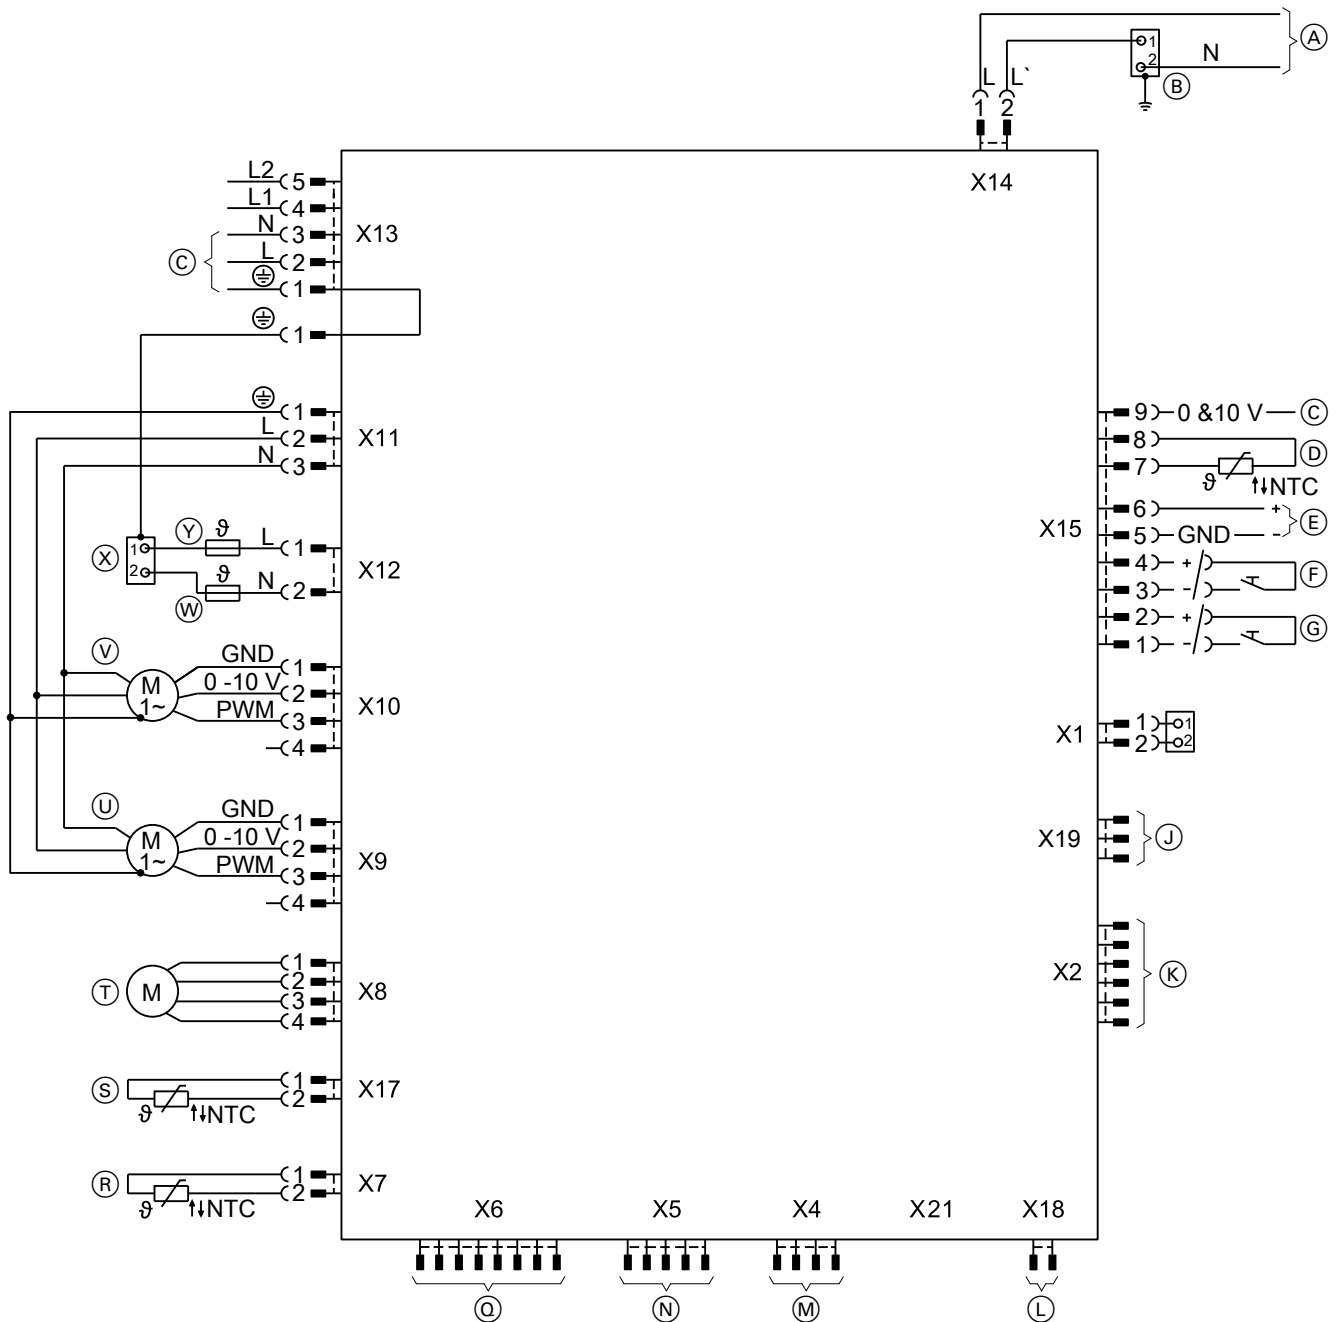 A
1
N
2
B
L L`
1 2
X14
L2 5
L1 4
N 3
X13
C
L 2
1
1
1
L 2
X11
N 3
9 0 &10 V C
8
D
7
ϑ NTC
6 +
E
X15
5 GND -
4 +
F
3 -
2 +
G
1 -
Y ϑ L 1
X 1
2
X12
ϑ N 2
W
V
GND 1
M
1~
0 -10 V 2
X10
PWM 3
4
X1
1 1
2 2
U
GND 1
M
1~
0 -10 V 2
X9
PWM 3
4
X19
J
X2
K
T M
1
2
3
4
X8
S
1
2
X17
ϑ NTC
R
1
2
X7
ϑ NTC
X6 X5 X4 X21 X18
Q N M L